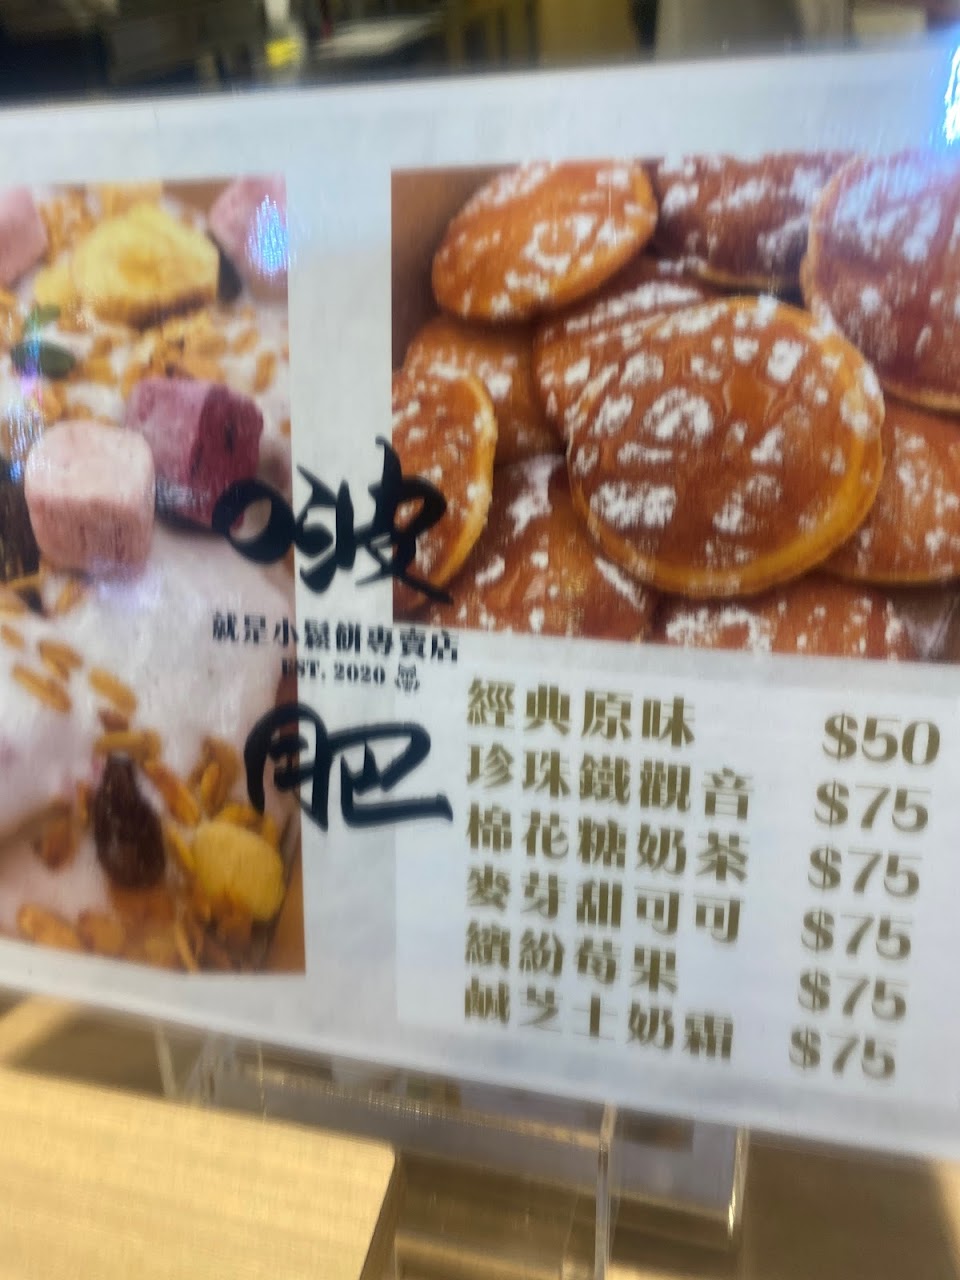 啵
就是小鬆餅專賣店
EST. 2020
肥
經典原味 $50
珍珠鐵觀音 $75
棉花糖奶茶 $75
麥芽甜可可 $75
繽紛莓果 $75
鹹芝士奶霜 $75